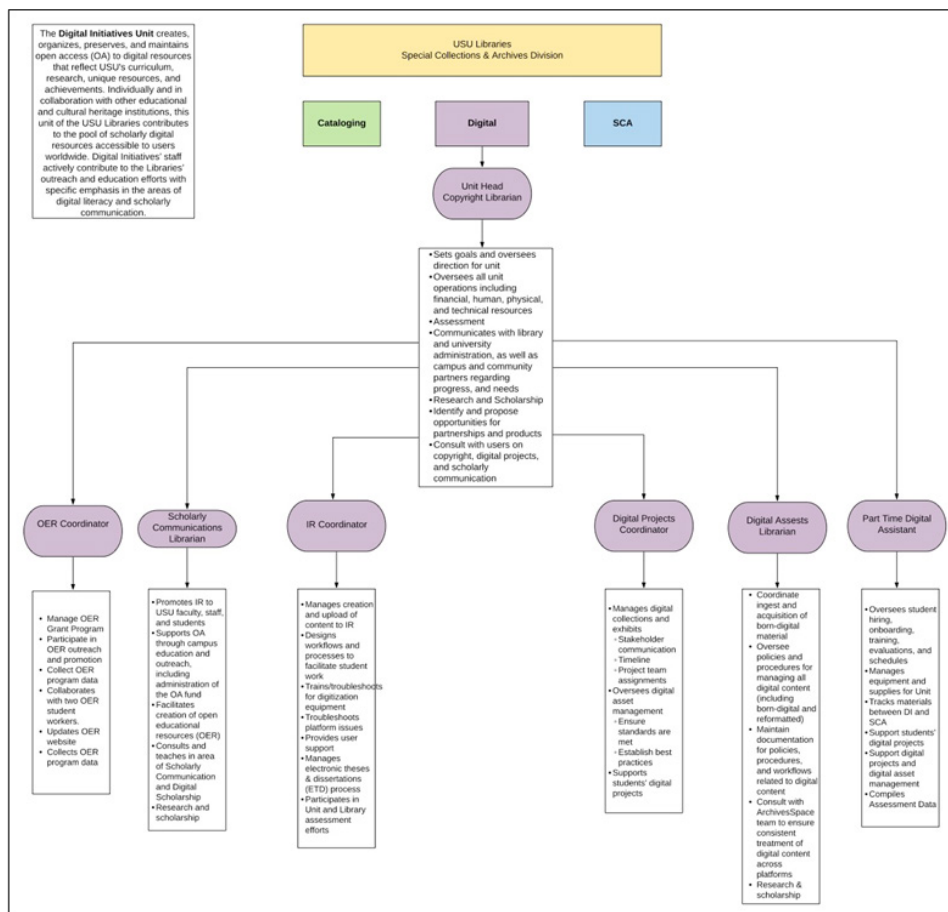 The Digital Initiatives Unit creates,
organizes, preserves, and maintains
open access (OA) to digital resources
that reflect USU's curriculum,
research, unique resources, and
achievements. Individually and in
collaboration with other educational
and cultural heritage institutions, this
unit of the USU Libraries contributes
to the pool of scholarly digital
resources accessible to users
worldwide. Digital Initiatives' staff
actively contribute to the Libraries'
outreach and education efforts with
specific emphasis in the areas of
digital literacy and scholarly
communication.
USU Libraries
Special Collections & Archives Division
Cataloging
Digital
SCA
Unit Head
Copyright Librarian
•Sets goals and oversees
direction for unit
•Oversees all unit
operations including
financial, human, physical,
and technical resources
•Assessment
•Communicates with library
and university
administration, as well as
campus and community
partners regarding
progress, and needs
•Research and Scholarship
•Identify and propose
opportunities for
partnerships and products
•Consult with users on
copyright, digital projects,
and scholarly
communication
OER Coordinator
• Manage OER
Grant Program
• Participate in
OER outreach and
promotion
• Collect OER
program data
• Collaborates
with two OER
student
workers.
• Updates OER
website
• Collects OER
program data
Scholarly
Communications
Librarian
•Promotes IR to
USU faculty, staff,
and students
•Supports OA
through campus
education and
outreach,
including
administration of
the OA fund
•Facilitates
creation of open
educational
resources (OER)
•Consults and
teaches in area of
Scholarly
Communication
and Digital
Scholarship
•Research and
scholarship
IR Coordinator
•Manages creation
and upload of
content to IR
•Designs
workflows and
processes to
facilitate student
work
•Trains/troubleshoots
for digitization
equipment
•Troubleshoots
platform issues
•Provides user
support
•Manages
electronic theses
& dissertations
(ETD) process
•Participates in
Unit and Library
assessment
efforts
Digital Projects
Coordinator
•Manages digital
collections and
exhibits
- Stakeholder
communication
- Timeline
- Project team
assignments
•Oversees digital
asset
management
- Ensure
standards are
met
- Establish best
practices
•Supports
students' digital
projects
Digital Assests
Librarian
• Coordinate
ingest and
acquisition of
born-digital
material
• Oversee
policies and
procedures for
managing all
digital content
(including
born-digital and
reformatted)
• Maintain
documentation
for policies,
procedures,
and workflows
related to digital
content
• Consult with
ArchivesSpace
team to ensure
consistent
treatment of
digital content
across
platforms
• Research &
scholarship
Part Time Digital
Assistant
•Oversees student
hiring,
onboarding,
training,
evaluations, and
schedules
•Manages
equipment and
supplies for Unit
•Tracks materials
between DI and
SCA
•Support students'
digital projects
•Support digital
projects and
digital asset
management
•Compiles
Assessment Data